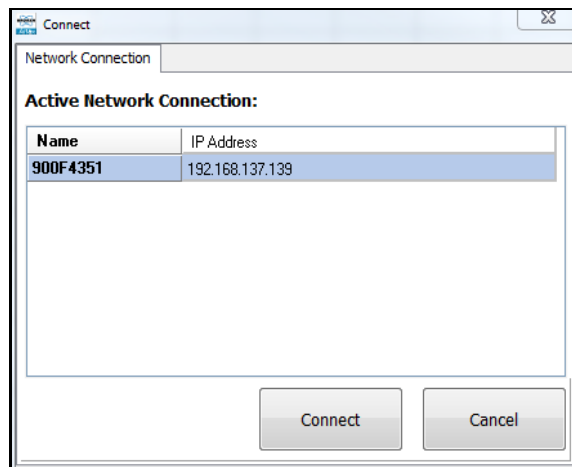 Connect
Network Connection
Active Network Connection:
Name IP Address
900F4351 192.168.137.139
Connect Cancel